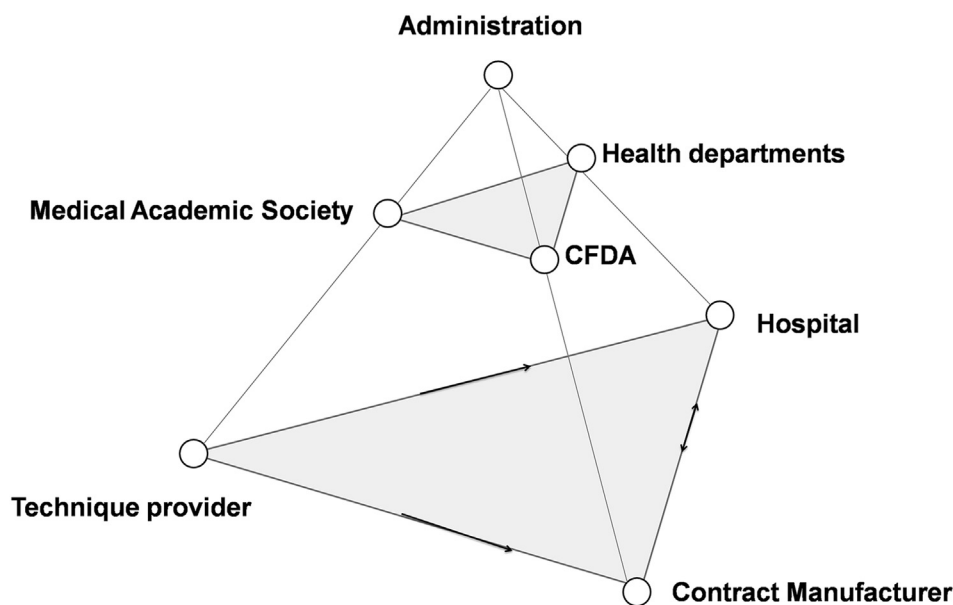 Administration
Health departments
Medical Academic Society
CFDA
Hospital
Technique provider
Contract Manufacturer